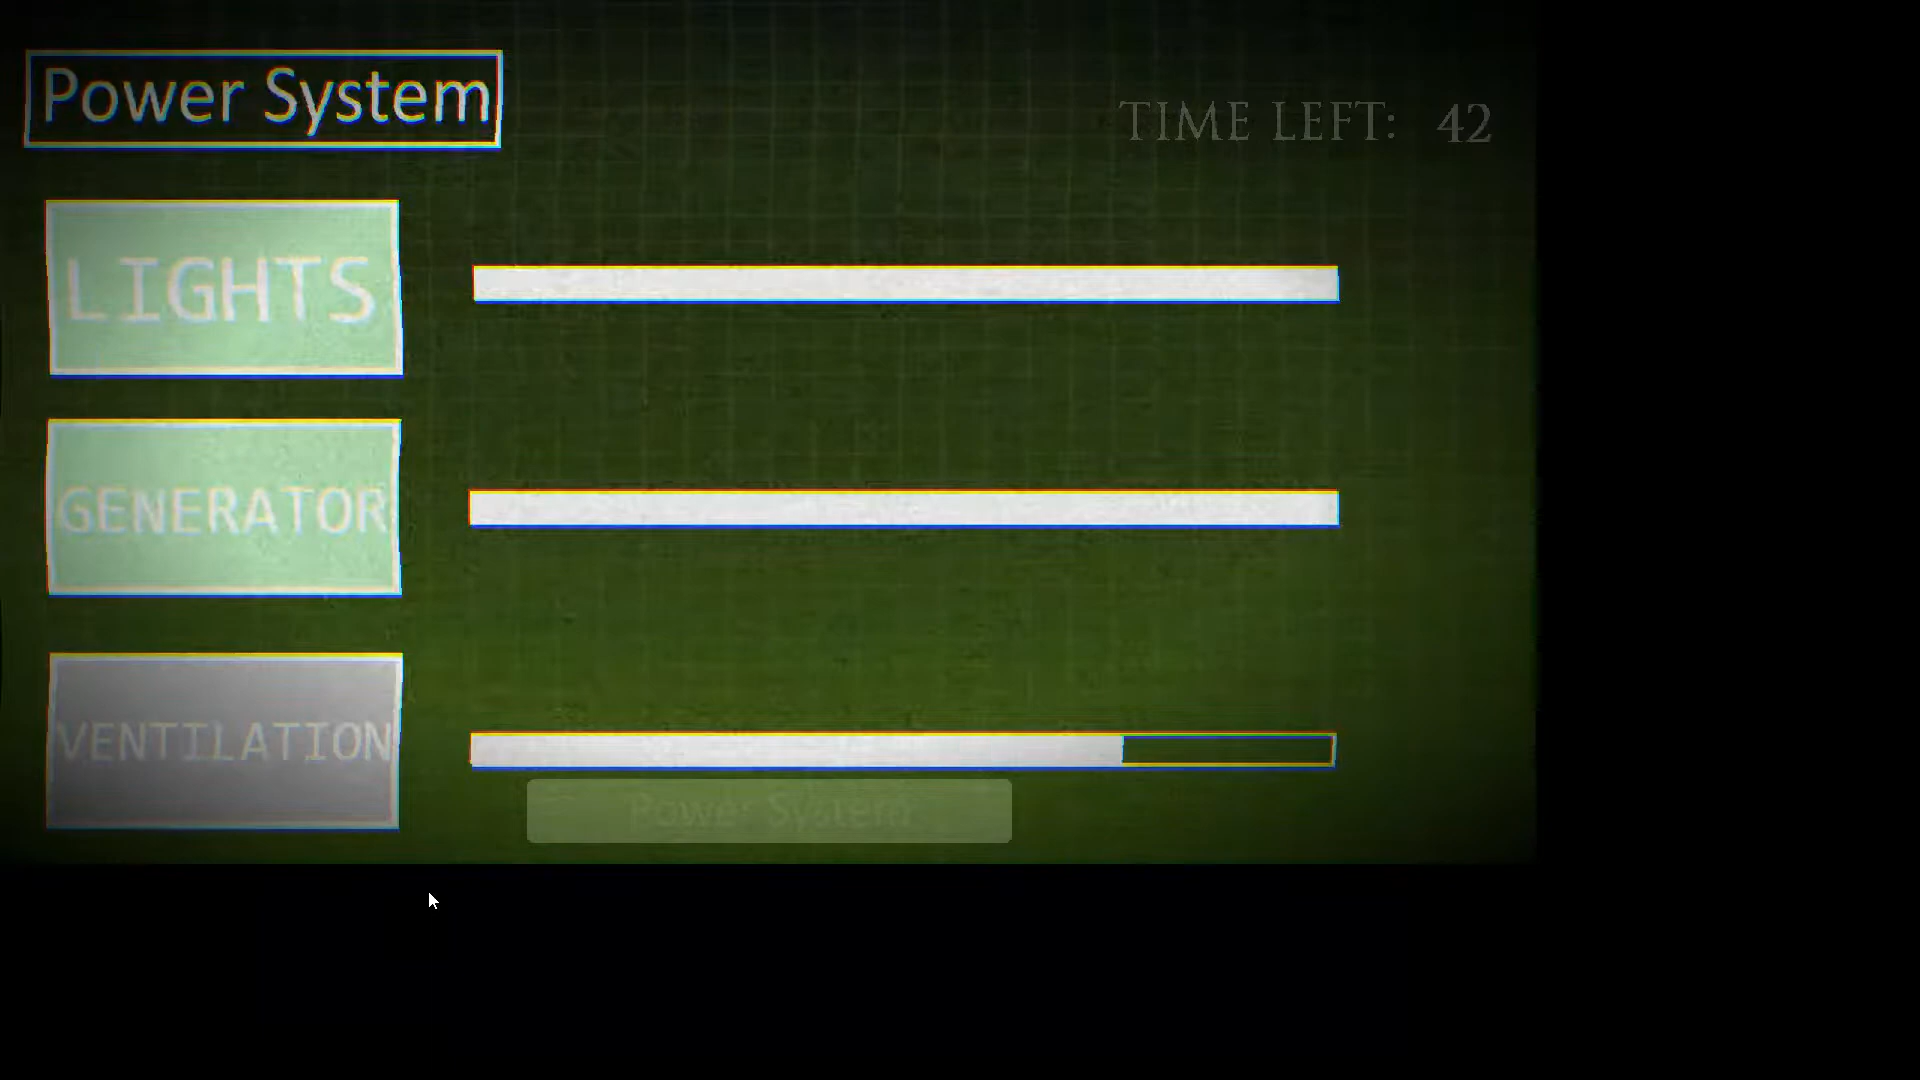 Power System
TIME LEFT: 42
LIGHTS
GENERATOR
VENTILATION
Power System